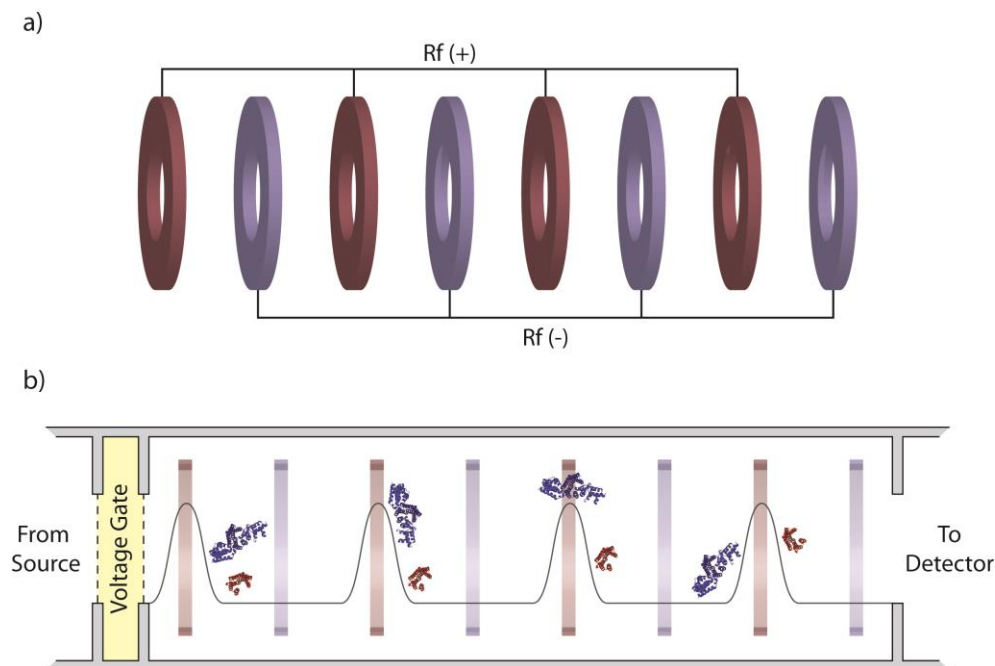 a)
Rf (+)
Rf (-)
b)
From
Source
Voltage Gate
To
Detector